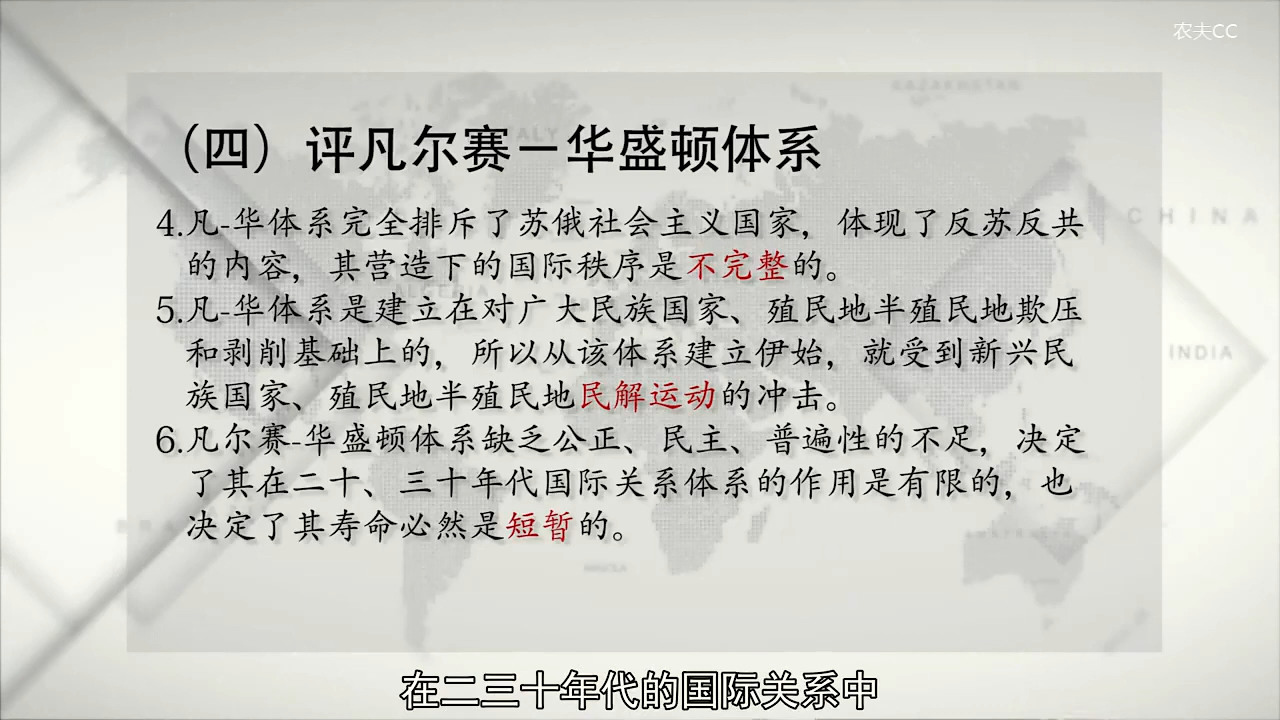 农夫CC
（四）评凡尔赛－华盛顿体系
4.凡-华体系完全排斥了苏俄社会主义国家，体现了反苏反共
的内容，其营造下的国际秩序是不完整的。
5.凡-华体系是建立在对广大民族国家、殖民地半殖民地欺压
和剥削基础上的，所以从该体系建立伊始，就受到新兴民
族国家、殖民地半殖民地民解运动的冲击。
6.凡尔赛-华盛顿体系缺乏公正、民主、普遍性的不足，决定
了其在二十、三十年代国际关系体系的作用是有限的，也
决定了其寿命必然是短暂的。
KAZAKHSTAN
CHINA
ALGERIA
INDIA
在二三十年代的国际关系中